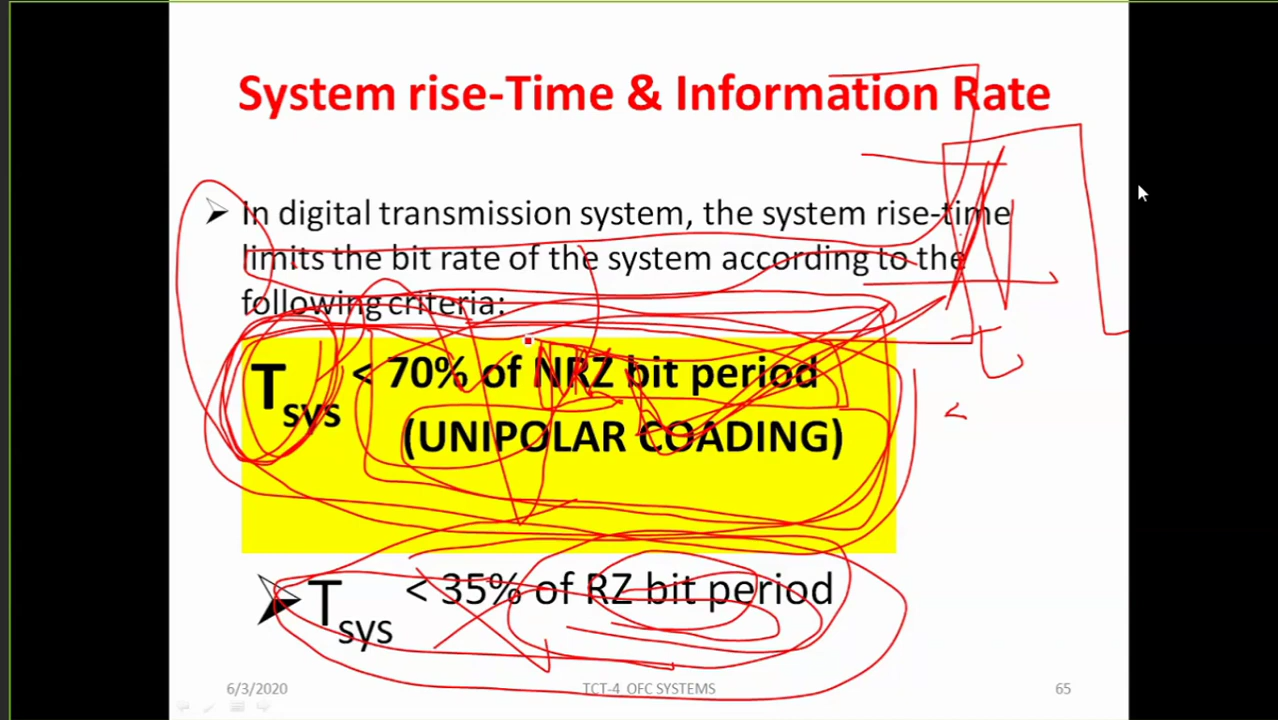 System rise-Time & Information Rate
In digital transmission system, the system rise-time
limits the bit rate of the system according to the
following criteria:
Tsys < 70% of NRZ bit period
(UNIPOLAR COADING)
Tsys < 35% of RZ bit period
t
<
6/3/2020 TCT-4 OFC SYSTEMS 65